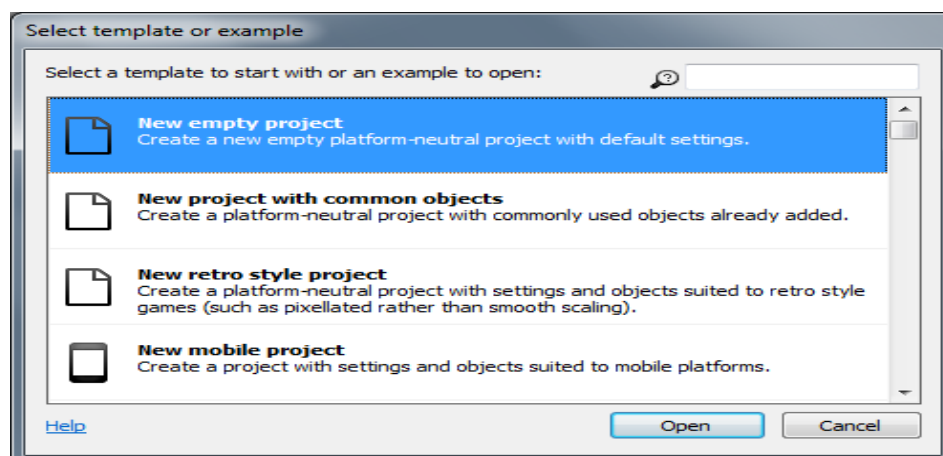 Select template or example
Select a template to start with or an example to open:
New empty project
Create a new empty platform-neutral project with default settings.
New project with common objects
Create a platform-neutral project with commonly used objects already added.
New retro style project
Create a platform-neutral project with settings and objects suited to retro style
games (such as pixellated rather than smooth scaling).
New mobile project
Create a project with settings and objects suited to mobile platforms.
Help
Open
Cancel